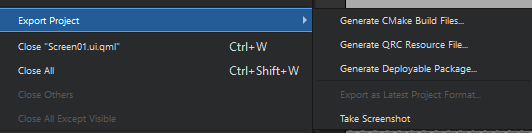 Export Project
Close "Screen01.ui.qml" Ctrl+W
Close All Ctrl+Shift+W
Close Others
Close All Except Visible
Generate CMake Build Files...
Generate QRC Resource File...
Generate Deployable Package...
Export as Latest Project Format...
Take Screenshot